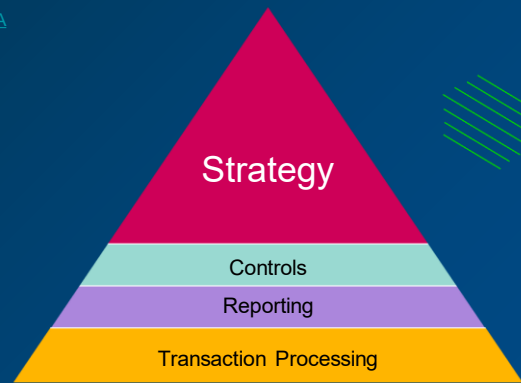 A
Strategy
Controls
Reporting
Transaction Processing